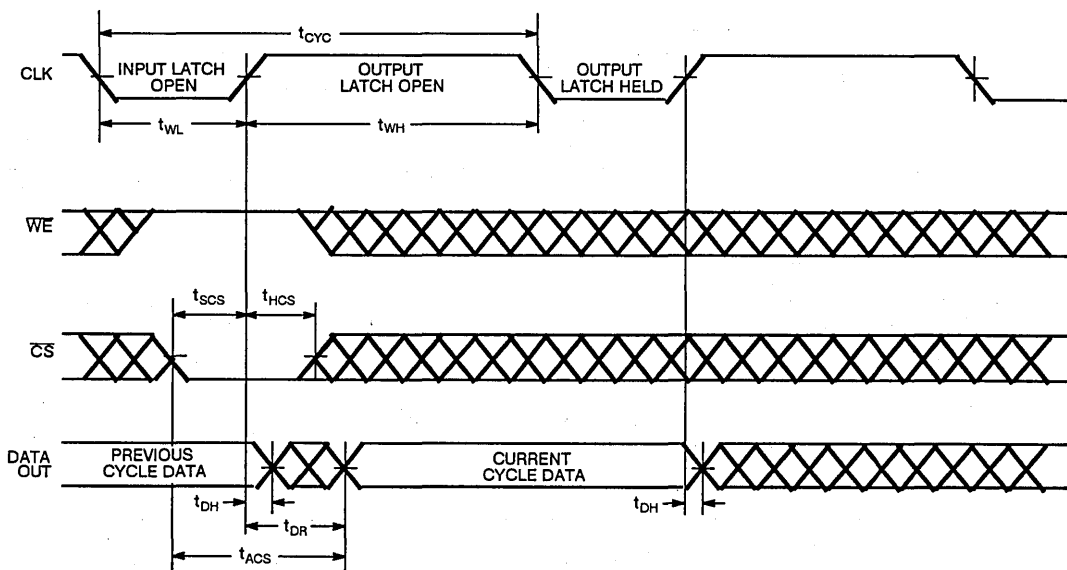 tCYC
CLK
INPUT LATCH
OPEN
OUTPUT
LATCH OPEN
OUTPUT
LATCH HELD
tWL
tWH
WE
tSCS
tHCS
CS
DATA
OUT
PREVIOUS
CYCLE DATA
CURRENT
CYCLE DATA
tDH
tDR
tDH
tACS